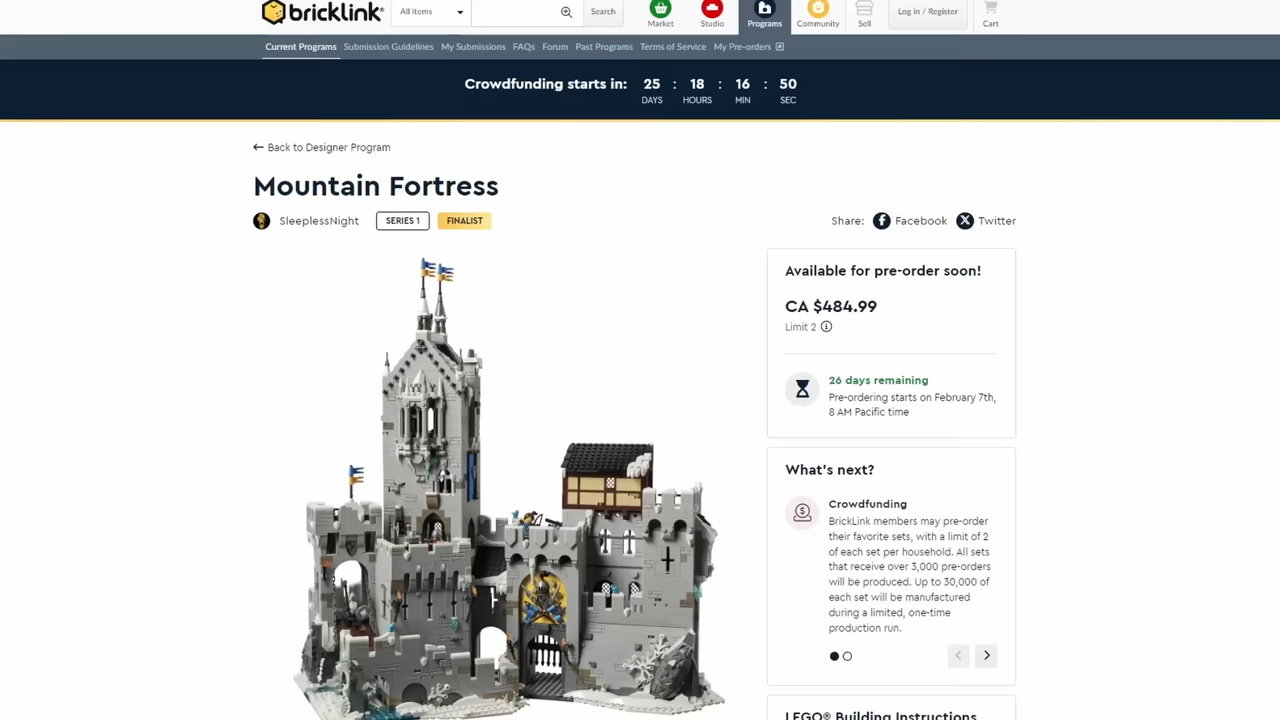 bricklink
All Items
Search
Market
Studio
Programs
Community
Sell
Log in / Register
Cart
Current Programs
Submission Guidelines
My Submissions
FAQs
Forum
Past Programs
Terms of Service
My Pre-orders
Crowdfunding starts in: 25 : 18 : 16 : 50
DAYS HOURS MIN SEC
← Back to Designer Program
Mountain Fortress
SleeplessNight
SERIES 1
FINALIST
Share: Facebook Twitter
Available for pre-order soon!
CA $484.99
Limit 2
26 days remaining
Pre-ordering starts on February 7th,
8 AM Pacific time
What's next?
Crowdfunding
BrickLink members may pre-order
their favorite sets, with a limit of 2
of each set per household. All sets
that receive over 3,000 pre-orders
will be produced. Up to 30,000 of
each set will be manufactured
during a limited, one-time
production run.
LEGO® Building Instructions